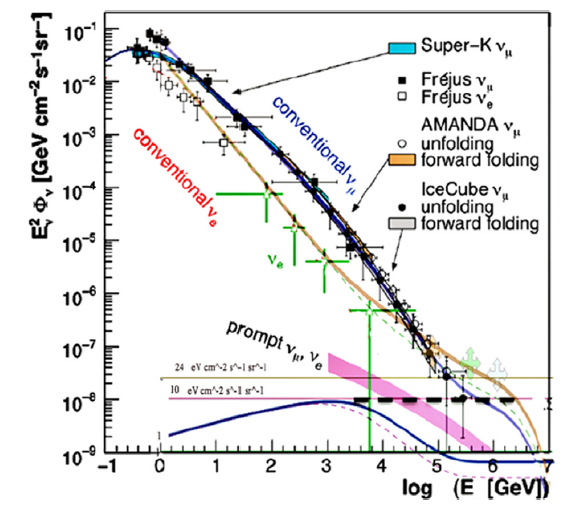 10⁻¹
10⁻²
10⁻³
10⁻⁴
10⁻⁵
10⁻⁶
10⁻⁷
10⁻⁸
10⁻⁹
E²ν Φν [GeV cm⁻² s⁻¹sr⁻¹]
Super-K νμ
Fréjus νμ
Fréjus νe
AMANDA νμ
unfolding
forward folding
IceCube νμ
unfolding
forward folding
conventional νμ
conventional νe
νe
prompt νμ, νe
24 eV cm^-2 s^-1 sr^-1
10 eV cm^-2 s^-1 sr^-1
1
-1 0 1 2 3 4 5 6 7
log (E [GeV])